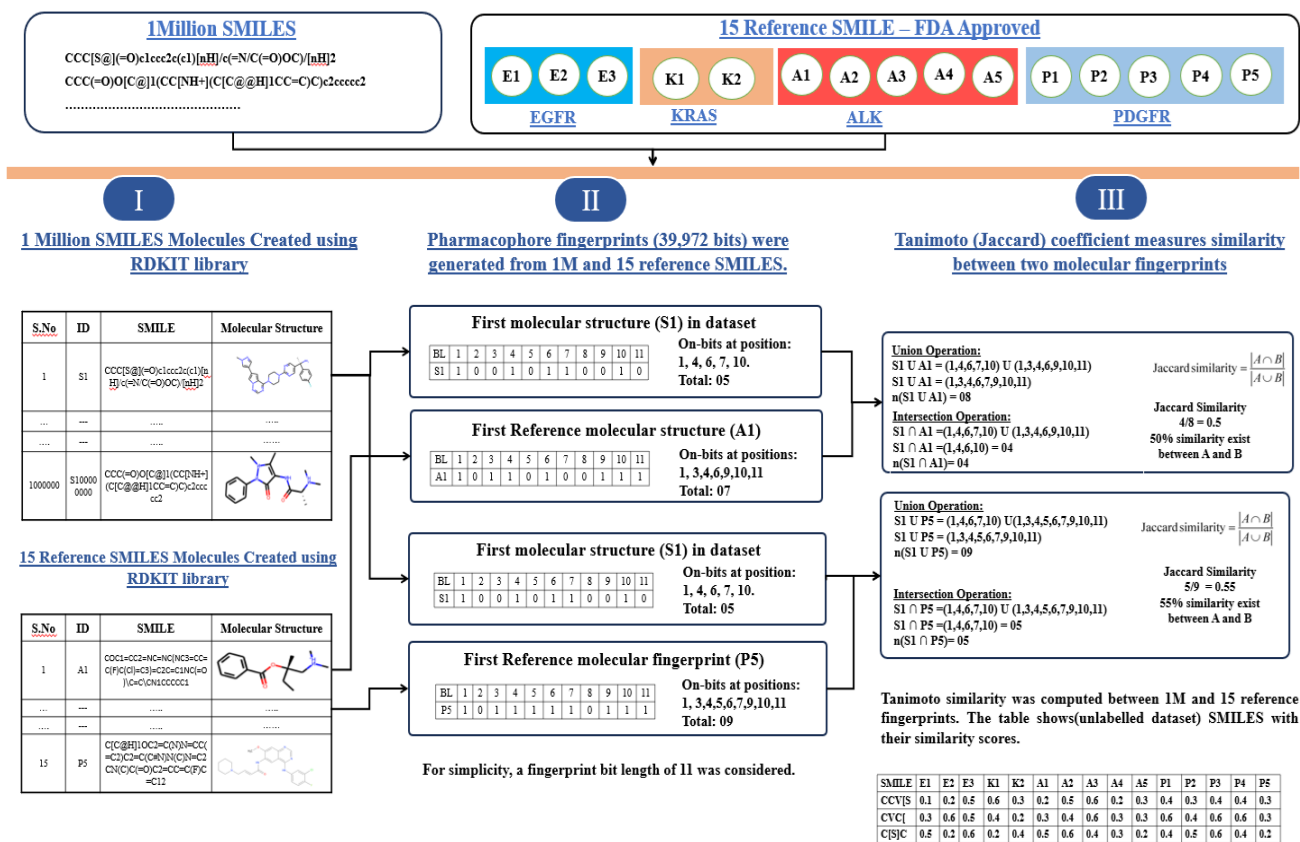 1Million SMILES
CCC[S@](=O)c1ccc2c(c1)[nH]/c(=N/C(=O)OC)/[nH]2
CCC(=O)O[C@]1(CC[NH+](C[C@@H]1CC=C)C)c2ccccc2
................................................
15 Reference SMILE – FDA Approved
E1 E2 E3 K1 K2 A1 A2 A3 A4 A5 P1 P2 P3 P4 P5
EGFR KRAS ALK PDGFR
I
1 Million SMILES Molecules Created using
RDKIT library
S.No ID SMILE Molecular Structure
1 S1 CCC[S@](=O)c1ccc2c(c1)[n
H]/c(=N/C(=O)OC)/[nH]2
... --- ..... .....
.... --- ..... ......
1000000 S10000
0000
CCC(=O)O[C@]1(CC[NH+]
(C[C@@H]1CC=C)C)c2ccc
cc2
15 Reference SMILES Molecules Created using
RDKIT library
S.No ID SMILE Molecular Structure
1 A1 COC1=CC2=NC=NC(NC3=CC=
C(F)C(Cl)=C3)=C2C=C1NC(=O
)\C=C\CN1CCCCC1
... --- ..... .....
.... --- ..... ......
15 P5 C[C@H]1OC2=C(N)N=CC(
=C2)C2=C(C#N)N(C)N=C2
CN(C)C(=O)C2=CC=C(F)C
=C12
II
Pharmacophore fingerprints (39,972 bits) were
generated from 1M and 15 reference SMILES.
First molecular structure (S1) in dataset
BL 1 2 3 4 5 6 7 8 9 10 11
S1 1 0 0 1 0 1 1 0 0 1 0
On-bits at position:
1, 4, 6, 7, 10.
Total: 05
First Reference molecular structure (A1)
BL 1 2 3 4 5 6 7 8 9 10 11
A1 1 0 1 1 0 1 0 0 1 1 1
On-bits at positions:
1, 3,4,6,9,10,11
Total: 07
First molecular structure (S1) in dataset
BL 1 2 3 4 5 6 7 8 9 10 11
S1 1 0 0 1 0 1 1 0 0 1 0
On-bits at position:
1, 4, 6, 7, 10.
Total: 05
First Reference molecular fingerprint (P5)
BL 1 2 3 4 5 6 7 8 9 10 11
P5 1 0 1 1 1 1 1 0 1 1 1
On-bits at positions:
1, 3,4,5,6,7,9,10,11
Total: 09
For simplicity, a fingerprint bit length of 11 was considered.
III
Tanimoto (Jaccard) coefficient measures similarity
between two molecular fingerprints
Union Operation:
S1 U A1 = (1,4,6,7,10) U (1,3,4,6,9,10,11)
S1 U A1 = (1,3,4,6,7,9,10,11)
n(S1 U A1) = 08
Intersection Operation:
S1 ∩ A1 =(1,4,6,7,10) U (1,3,4,6,9,10,11)
S1 ∩ A1 =(1,4,6,10) = 04
n(S1 ∩ A1)= 04
Jaccard similarity = |A∩B|
|A∪B|
Jaccard Similarity
4/8 = 0.5
50% similarity exist
between A and B
Union Operation:
S1 U P5 = (1,4,6,7,10) U(1,3,4,5,6,7,9,10,11)
S1 U P5 = (1,3,4,5,6,7,9,10,11)
n(S1 U P5) = 09
Intersection Operation:
S1 ∩ P5 =(1,4,6,7,10) U (1,3,4,5,6,7,9,10,11)
S1 ∩ P5 =(1,4,6,7,10) = 05
n(S1 ∩ P5)= 05
Jaccard similarity = |A∩B|
|A∪B|
Jaccard Similarity
5/9 = 0.55
55% similarity exist
between A and B
Tanimoto similarity was computed between 1M and 15 reference
fingerprints. The table shows(unlabelled dataset) SMILES with
their similarity scores.
SMILE E1 E2 E3 K1 K2 A1 A2 A3 A4 A5 P1 P2 P3 P4 P5
CCV[S 0.1 0.2 0.5 0.6 0.3 0.2 0.5 0.6 0.2 0.3 0.4 0.3 0.4 0.4 0.3
CVC[ 0.3 0.6 0.5 0.4 0.2 0.3 0.4 0.6 0.3 0.3 0.6 0.4 0.6 0.6 0.3
C[S]C 0.5 0.2 0.6 0.2 0.4 0.5 0.6 0.4 0.3 0.2 0.4 0.5 0.6 0.4 0.2